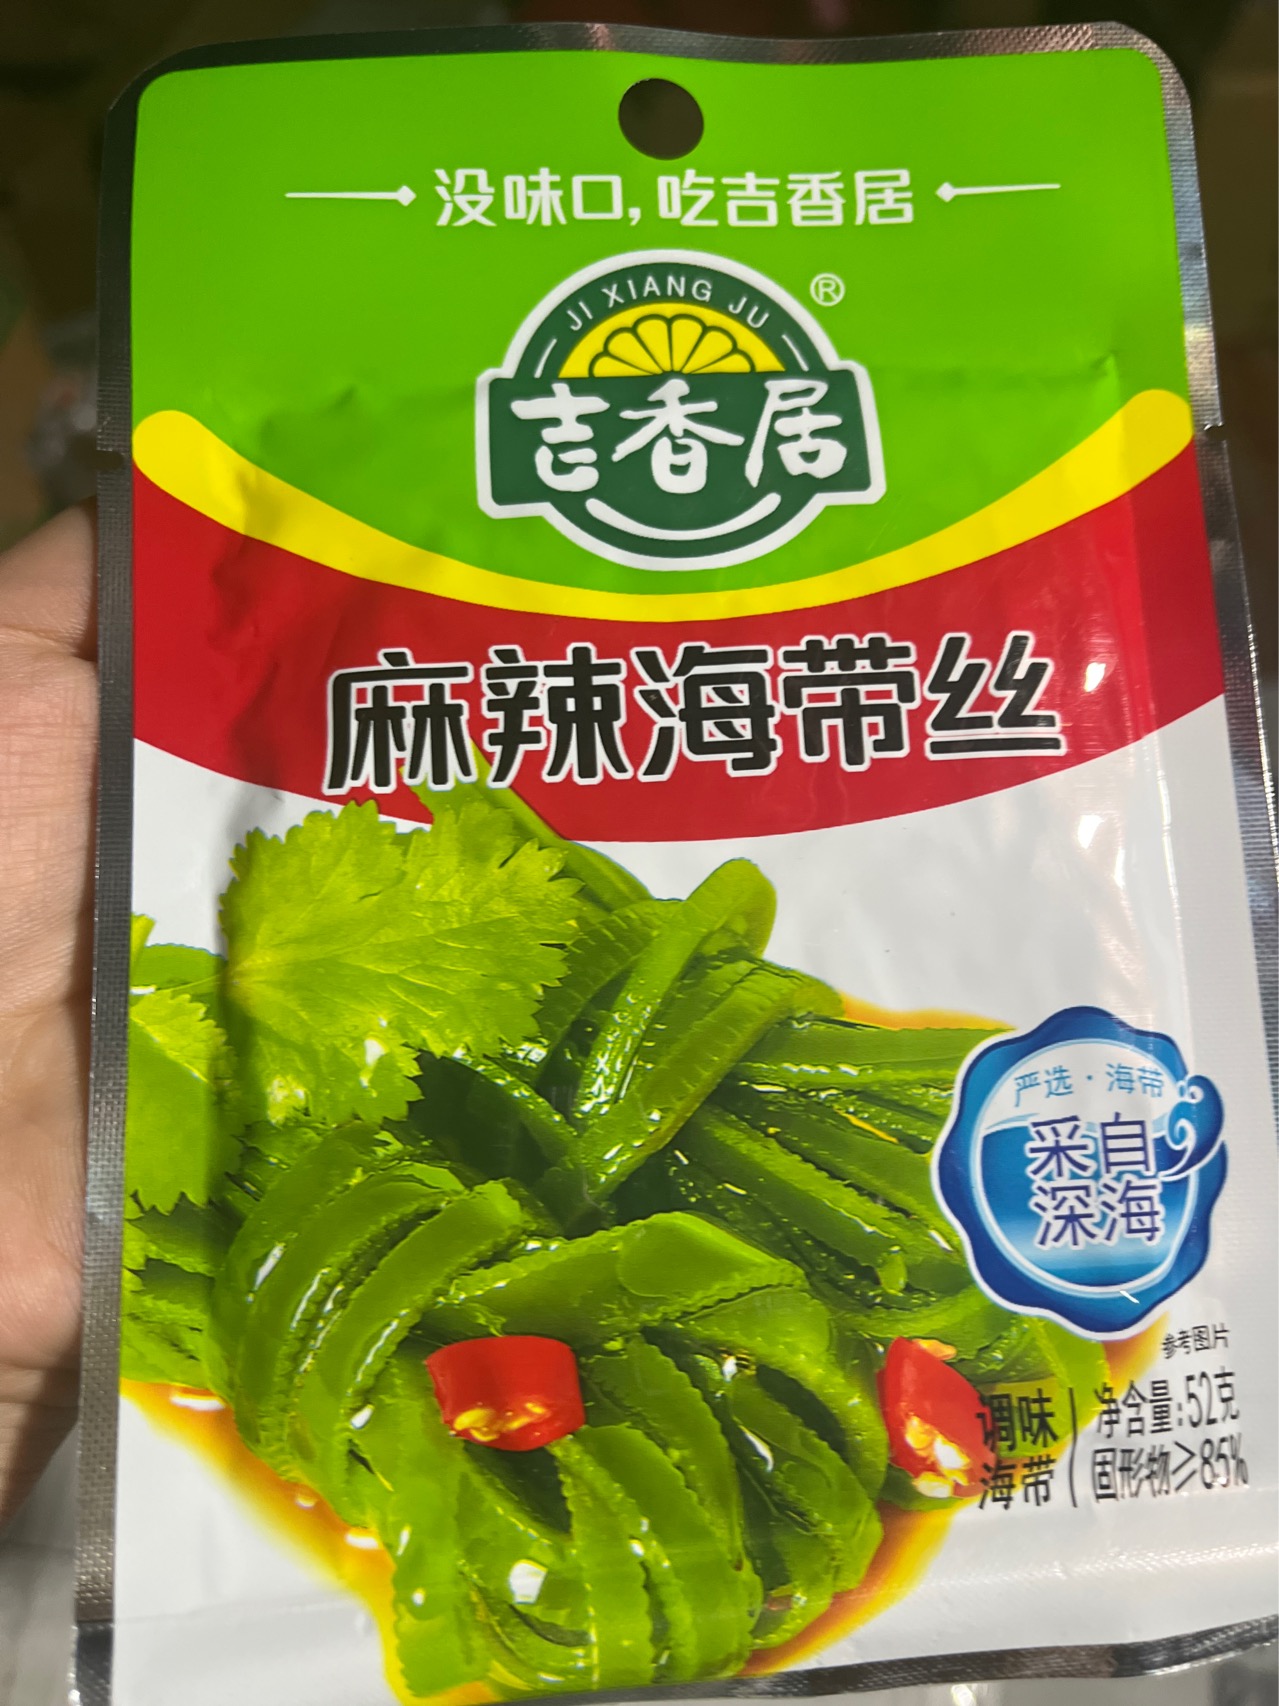 没味口,吃吉香居
JI XIANG JU
®
吉香居
麻辣海带丝
严选·海带
采自
深海
参考图片
调味
海带
净含量:52克
固形物≥85%